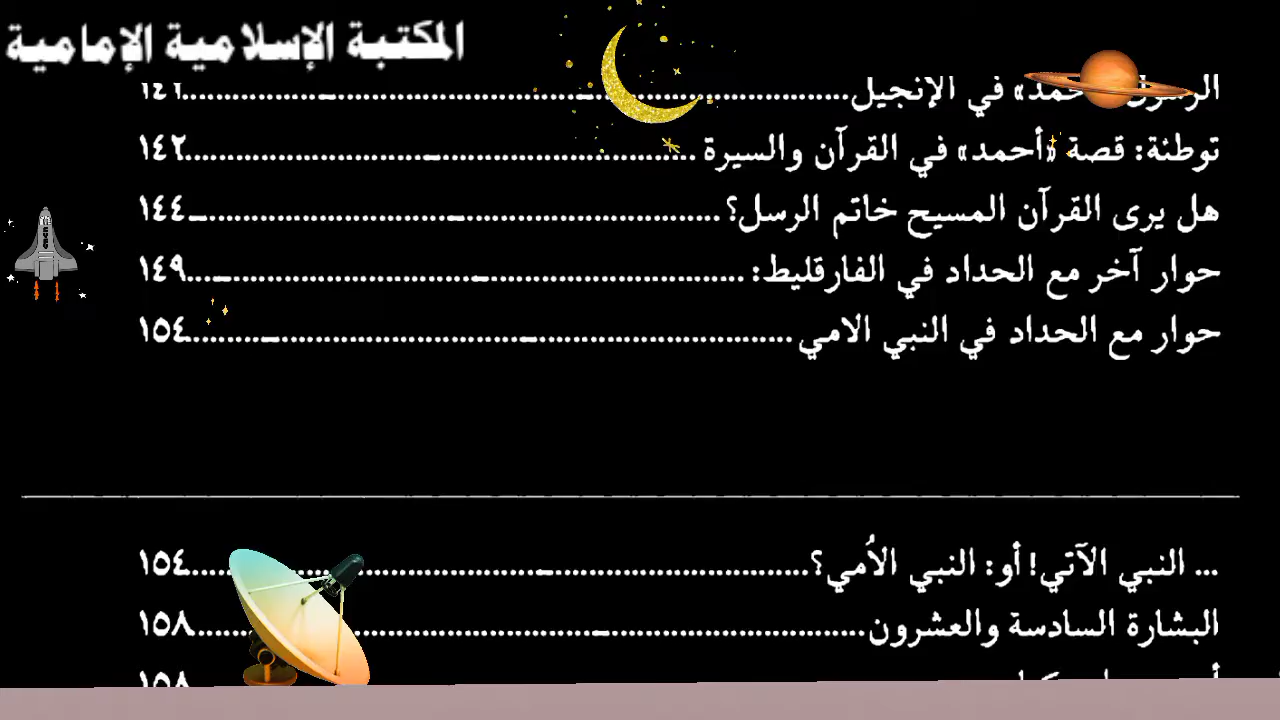 المكتبة الإسلامية الإمامية
في الإنجيل
توطنة: قصة «أحمد» في القرآن والسيرة ١٤٢
هل يرى القرآن المسيح خاتم الرسل؟ ١٤٤
حوار آخر مع الحداد في الفارقليط: ١٤٩
حوار مع الحداد في النبي الامي ١٥٤
... النبي الآتي! أو: النبي الأُمي؟ ١٥٤
البشارة السادسة والعشرون ١٥٨
١٥٨